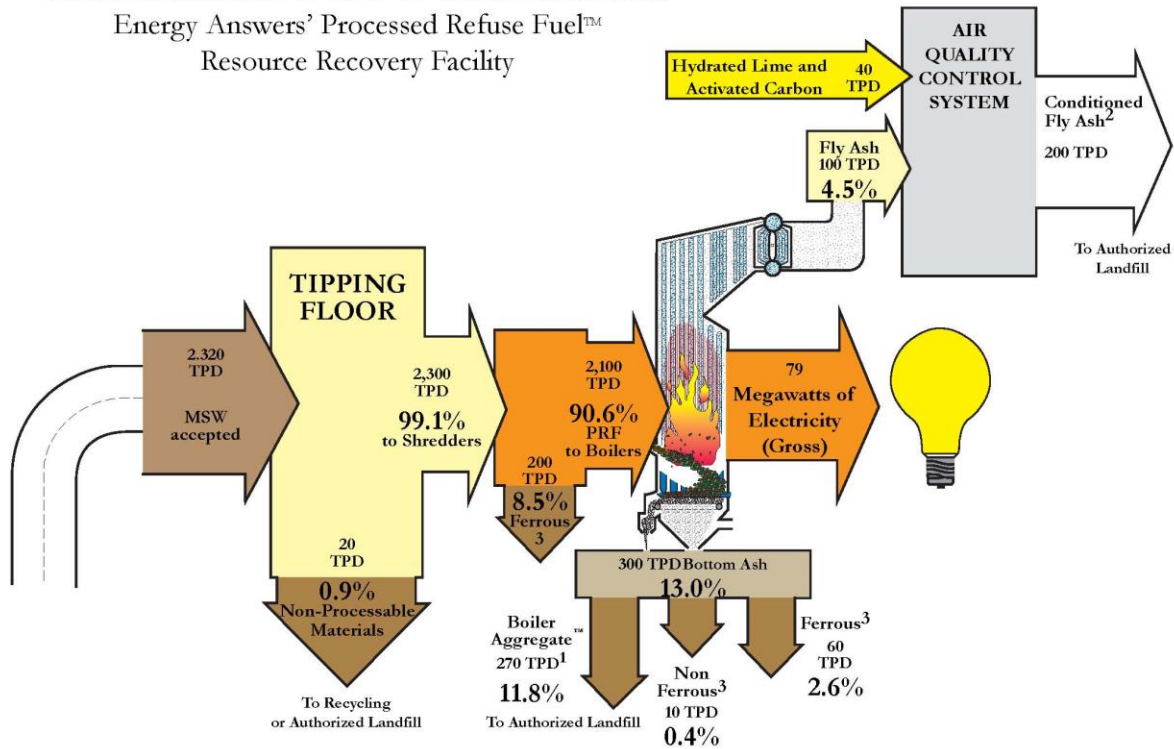 Energy Answers' Processed Refuse Fuel™
Resource Recovery Facility
Hydrated Lime and
Activated Carbon
40
TPD
AIR
QUALITY
CONTROL
SYSTEM
Conditioned
Fly Ash²
200 TPD
To Authorized
Landfill
Fly Ash
100 TPD
4.5%
TIPPING
FLOOR
2.320
TPD
MSW
accepted
2,300
TPD
99.1%
to Shredders
20
TPD
0.9%
Non-Processable
Materials
To Recycling
or Authorized Landfill
2,100
TPD
90.6%
PRF
to Boilers
200
TPD
8.5%
Ferrous
3
79
Megawatts of
Electricity
(Gross)
300 TPD Bottom Ash
13.0%
Boiler
Aggregate™
270 TPD¹
11.8%
To Authorized Landfill
Non
Ferrous³
10 TPD
0.4%
Ferrous³
60
TPD
2.6%